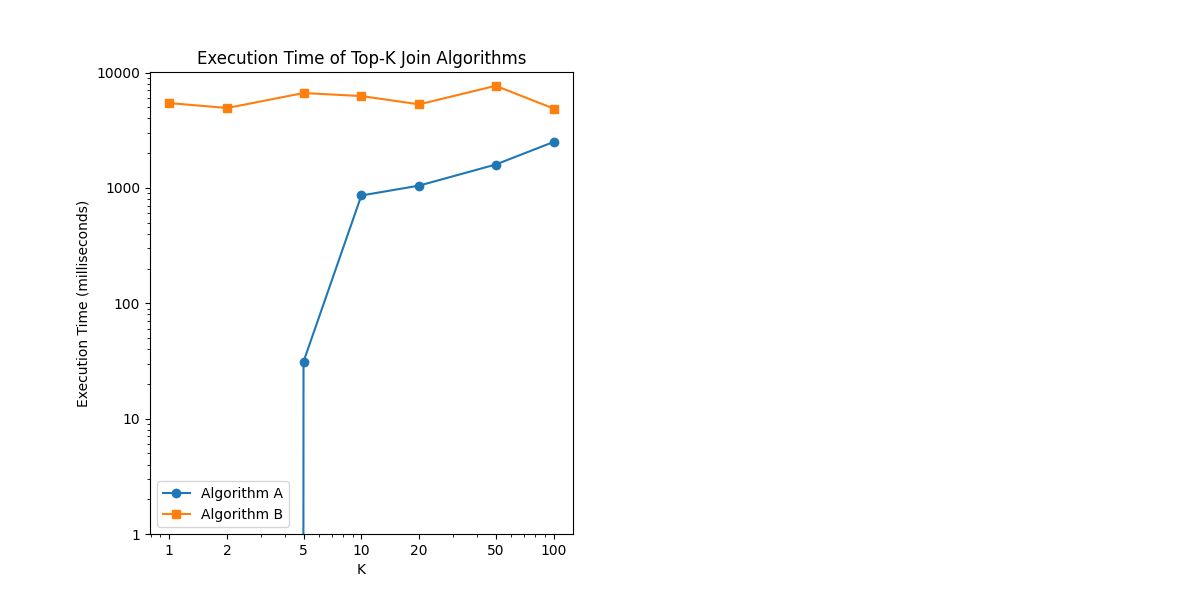 Execution Time of Top-K Join Algorithms
10000
1000
100
10
1
Execution Time (milliseconds)
Algorithm A
Algorithm B
1 2 5 10 20 50 100
K